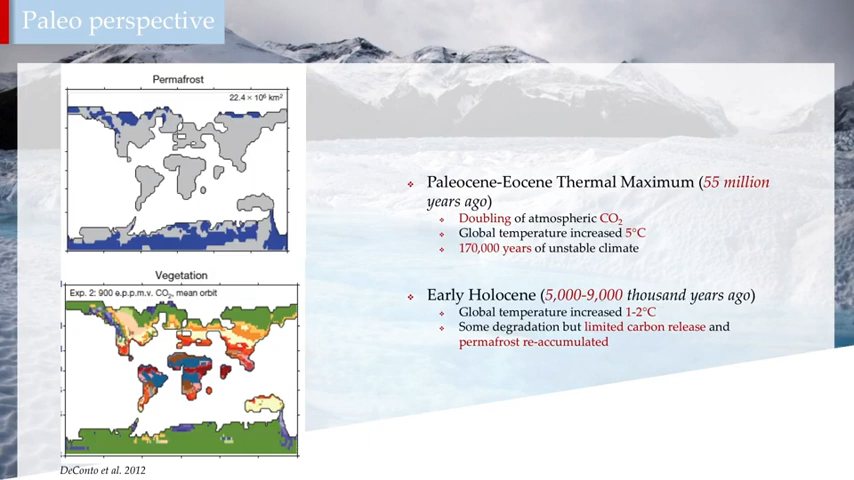 Paleo perspective
Permafrost
22.4 × 10⁶ km²
Vegetation
Exp. 2: 900 e.p.p.m.v. CO₂, mean orbit
DeConto et al. 2012
Paleocene-Eocene Thermal Maximum (55 million
years ago)
Doubling of atmospheric CO₂
Global temperature increased 5°C
170,000 years of unstable climate
Early Holocene (5,000-9,000 thousand years ago)
Global temperature increased 1-2°C
Some degradation but limited carbon release and
permafrost re-accumulated